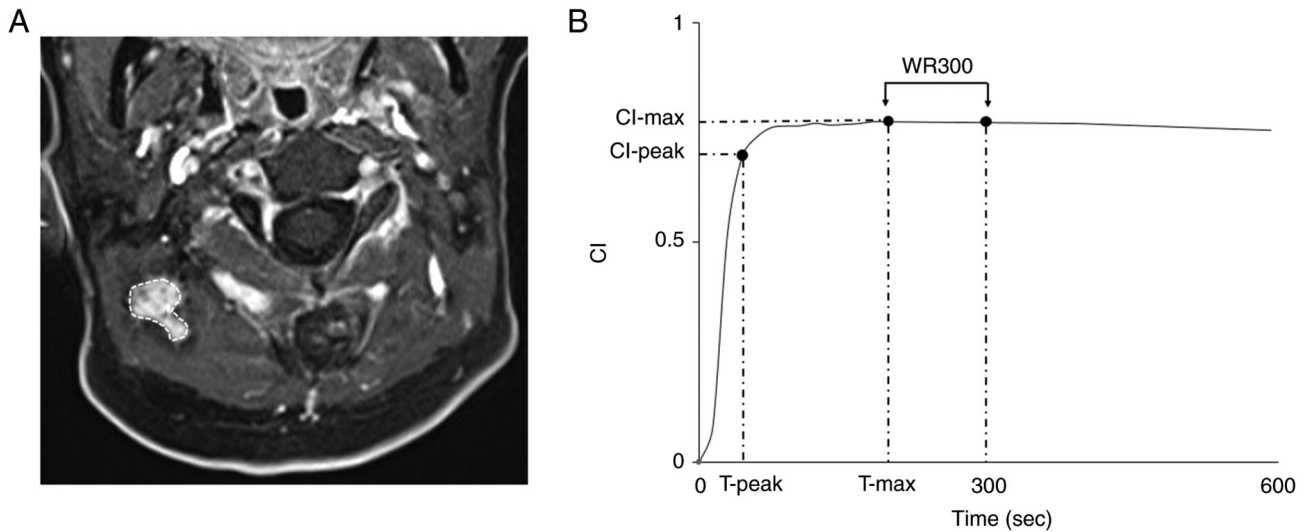 A
B
1
WR300
CI-max
CI-peak
0.5
CI
0
0 T-peak T-max 300 600
Time (sec)